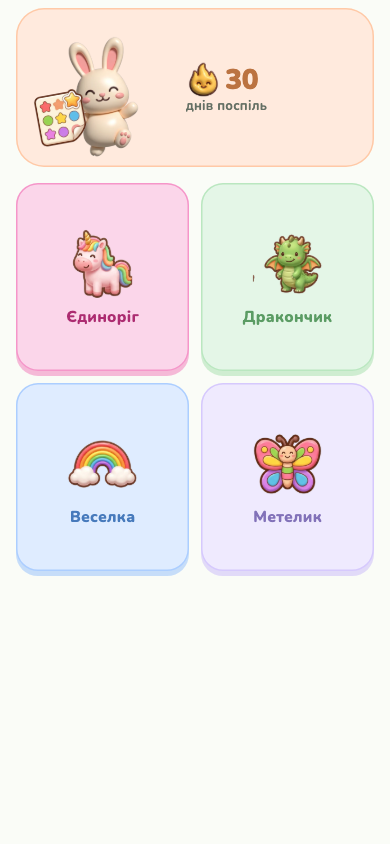 30
днів поспіль
Єдиноріг
Дракончик
Веселка
Метелик